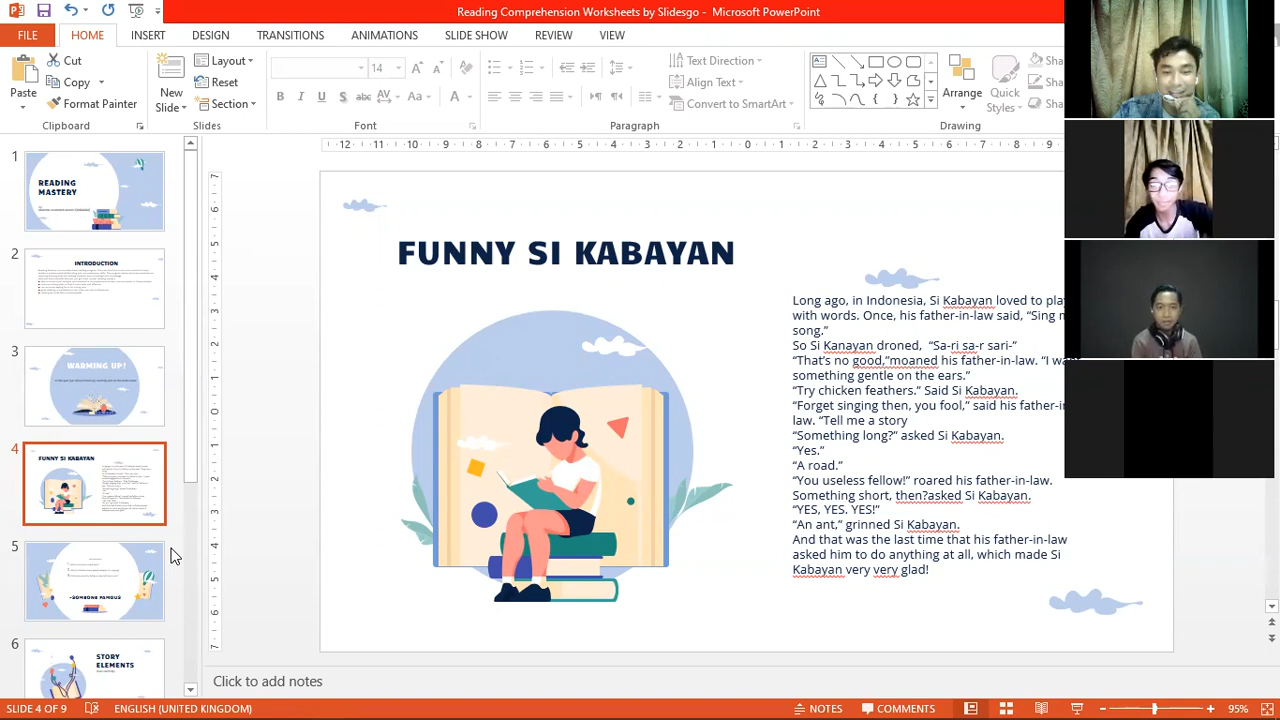 Reading Comprehension Worksheets by Slidesgo - Microsoft PowerPoint
FILE HOME INSERT DESIGN TRANSITIONS ANIMATIONS SLIDE SHOW REVIEW VIEW
Paste
Cut
Copy
Format Painter
Clipboard
New Slide
Layout
Reset
Section
Slides
14
Font
Text Direction
Align Text
Convert to SmartArt
Paragraph
Arrange
Quick Styles
Drawing
1
READING
MASTERY
2
INTRODUCTION
3
WARMING UP!
4
FUNNY SI KABAYAN
5
-SOMEONE FAMOUS
6
STORY
ELEMENTS
FUNNY SI KABAYAN
Long ago, in Indonesia, Si Kabayan loved to
with words. Once, his father-in-law said, “Sing
song.”
So Si Kanayan droned, “Sa-ri sa-r sari-”
“That’s no good,”moaned his father-in-law. “I
something gentle on the ears.”
“Try chicken feathers.” Said Si Kabayan.
“Forget singing then, you fool,” said his father-in-
law. “Tell me a story
“Something long?” asked Si Kabayan.
“Yes.”
“A road.”
“You useless fellow!” roared his father-in-law.
Something short, then?asked Si Kabayan.
“YES, YES. YES!”
“An ant,” grinned Si Kabayan.
And that was the last time that his father-in-law
asked him to do anything at all, which made Si
Kabayan very very glad!
Click to add notes
SLIDE 4 OF 9 ENGLISH (UNITED KINGDOM) NOTES COMMENTS 95%